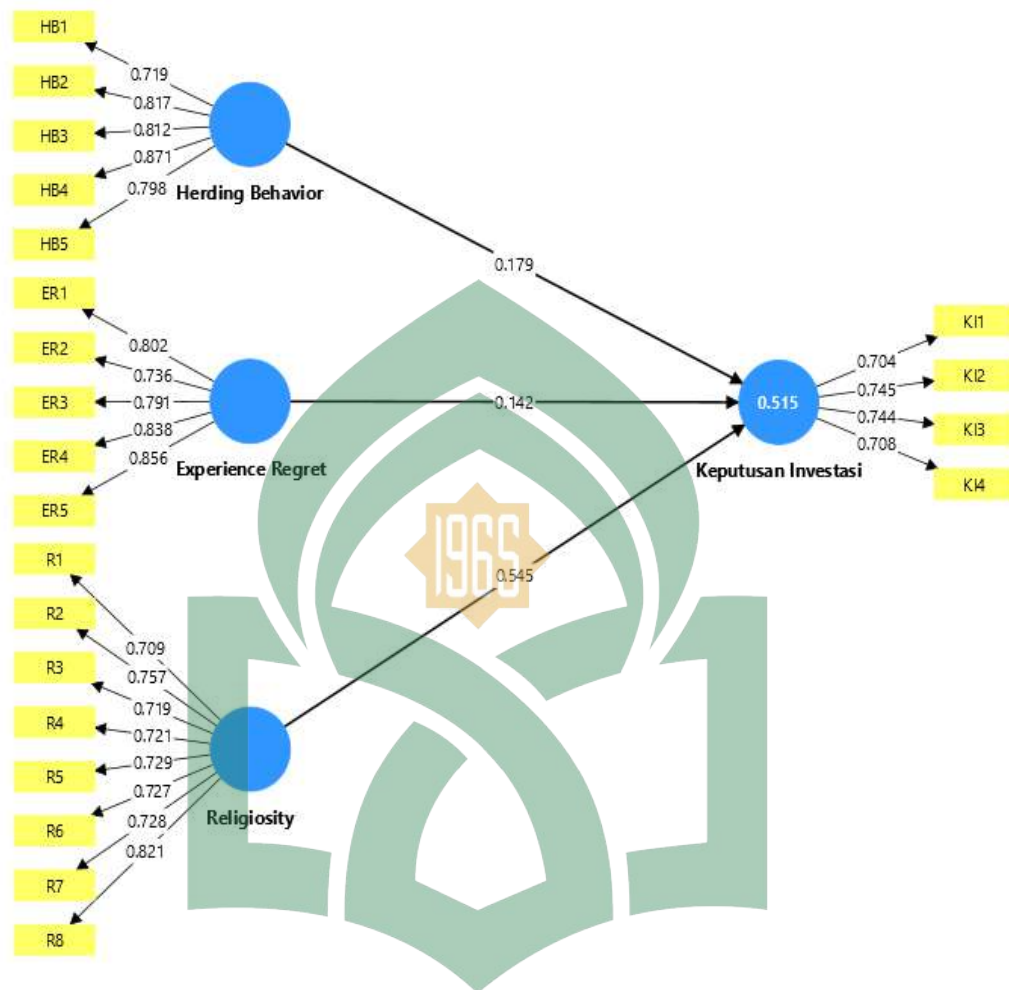 HB1
HB2
HB3
HB4
HB5
0.719
0.817
0.812
0.871
0.798
Herding Behavior
0.179
ER1
ER2
ER3
ER4
ER5
0.802
0.736
0.791
0.838
0.856
Experience Regret
0.142
R1
R2
R3
R4
R5
R6
R7
R8
0.709
0.757
0.719
0.721
0.729
0.727
0.728
0.821
Religiosity
0.545
1965
0.515
Keputusan Investasi
0.704
0.745
0.744
0.708
KI1
KI2
KI3
KI4